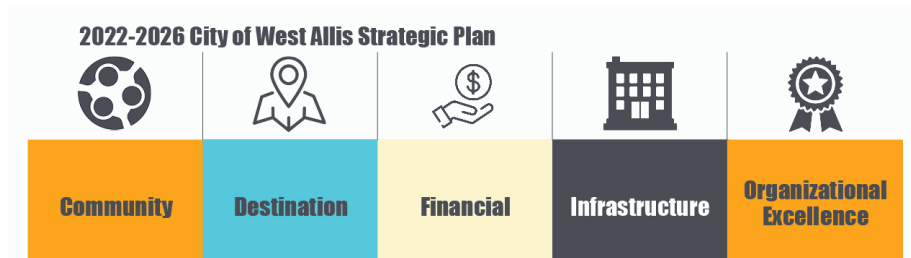 2022-2026 City of West Allis Strategic Plan
$
Community
Destination
Financial
Infrastructure
Organizational
Excellence